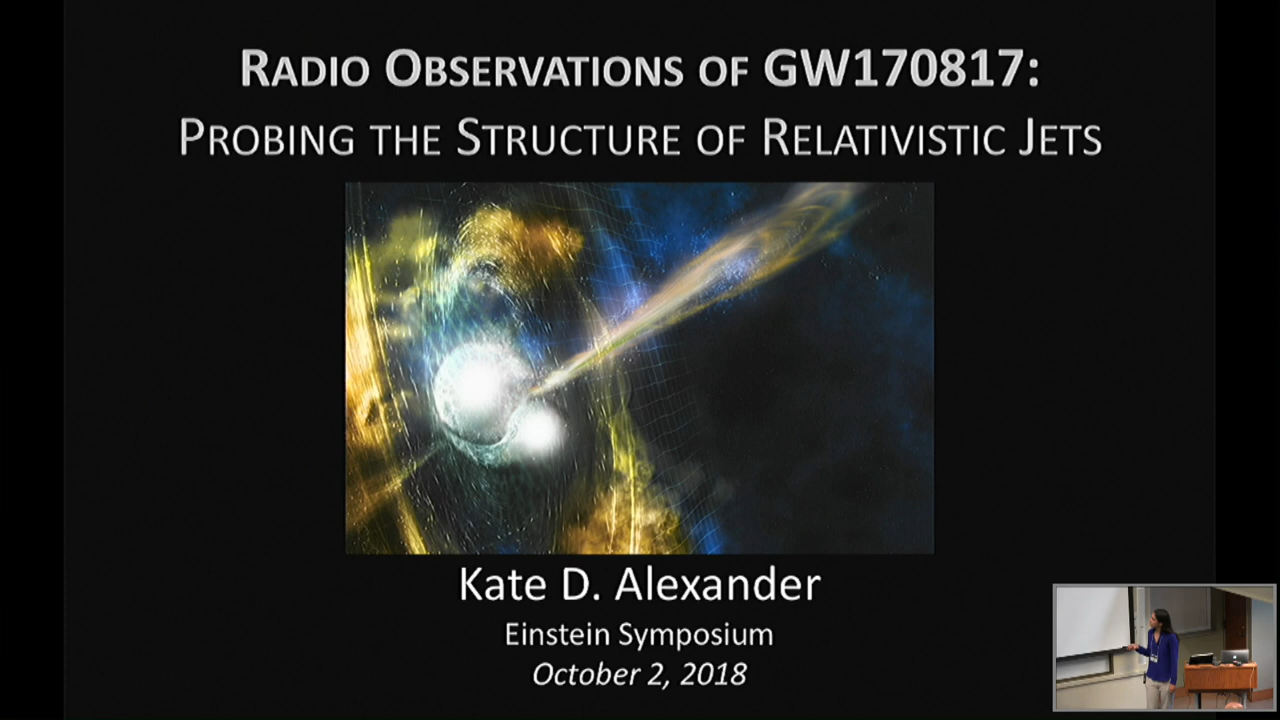 RADIO OBSERVATIONS OF GW170817:
PROBING THE STRUCTURE OF RELATIVISTIC JETS
Kate D. Alexander
Einstein Symposium
October 2, 2018